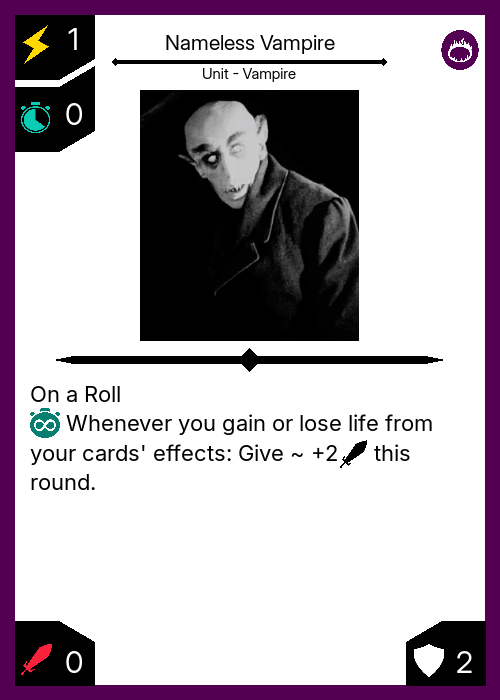 1
Nameless Vampire
Unit - Vampire
0
On a Roll
Whenever you gain or lose life from
your cards' effects: Give ~ +2 this
round.
0
2